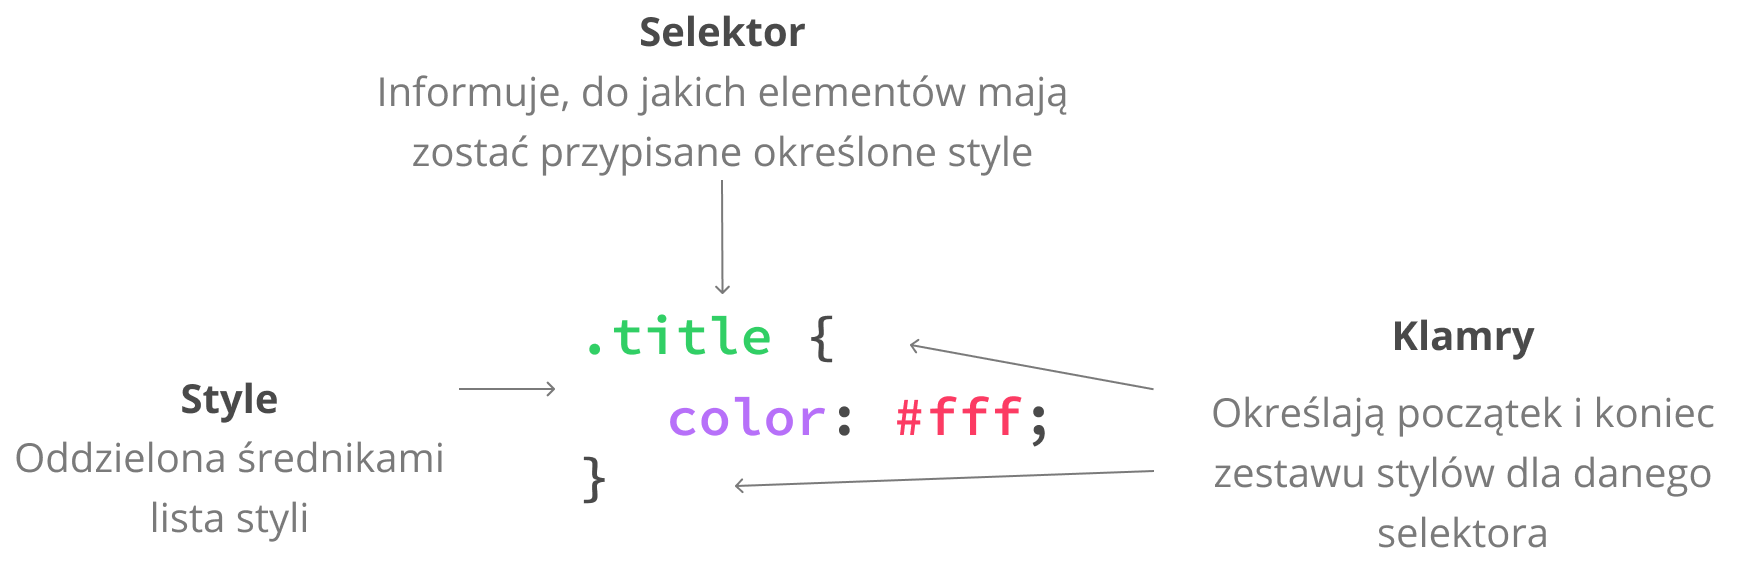 Selektor
Informuje, do jakich elementów mają
zostać przypisane określone style
.title {
color: #fff;
}
Style
Oddzielona średnikami
lista styli
Klamry
Określają początek i koniec
zestawu stylów dla danego
selektora